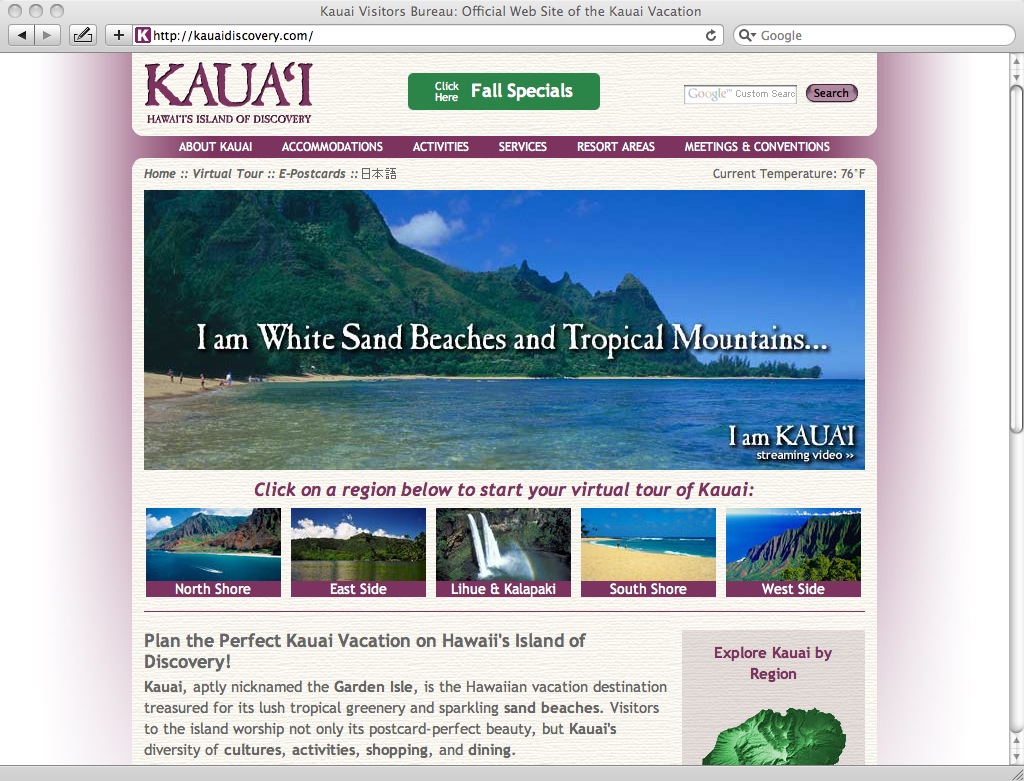 Kauai Visitors Bureau: Official Web Site of the Kauai Vacation
http://kauaidiscovery.com/
Google
KAUA‘I
HAWAII'S ISLAND OF DISCOVERY
Click Here
Fall Specials
Google™ Custom Searc
Search
ABOUT KAUAI ACCOMMODATIONS ACTIVITIES SERVICES RESORT AREAS MEETINGS & CONVENTIONS
Home :: Virtual Tour :: E-Postcards :: 日本語
Current Temperature: 76°F
I am White Sand Beaches and Tropical Mountains...
I am KAUA‘I
streaming video »
Click on a region below to start your virtual tour of Kauai:
North Shore East Side Lihue & Kalapaki South Shore West Side
Plan the Perfect Kauai Vacation on Hawaii's Island of
Discovery!
Kauai, aptly nicknamed the Garden Isle, is the Hawaiian vacation destination
treasured for its lush tropical greenery and sparkling sand beaches. Visitors
to the island worship not only its postcard-perfect beauty, but Kauai's
diversity of cultures, activities, shopping, and dining.
Explore Kauai by
Region